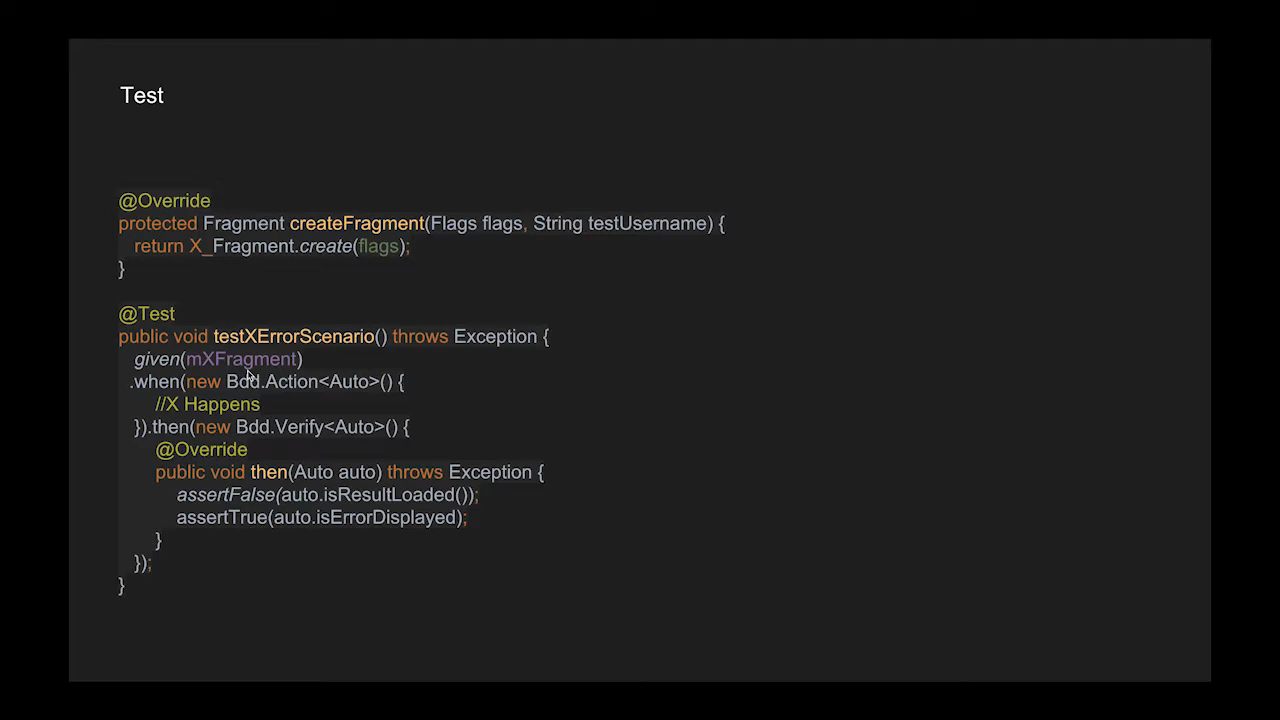 Test
@Override
protected Fragment createFragment(Flags flags, String testUsername) {
return X_Fragment.create(flags);
}
@Test
public void testXErrorScenario() throws Exception {
given(mXFragment)
.when(new Bdd.Action<Auto>() {
//X Happens
}).then(new Bdd.Verify<Auto>() {
@Override
public void then(Auto auto) throws Exception {
assertFalse(auto.isResultLoaded());
assertTrue(auto.isErrorDisplayed);
}
});
}